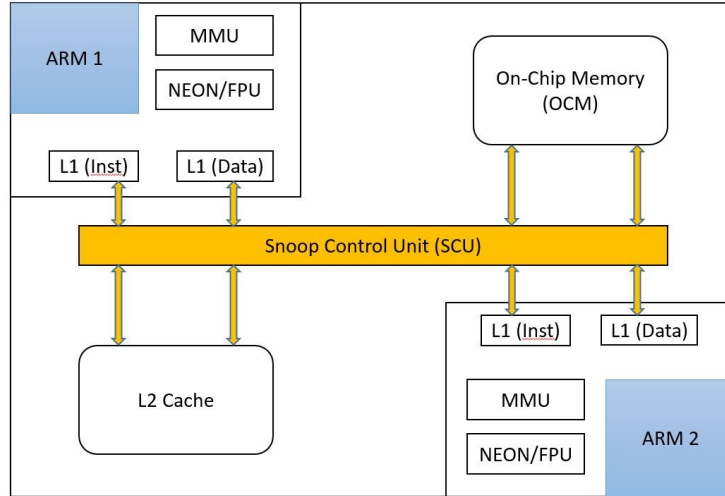 ARM 1
MMU
NEON/FPU
L1 (Inst)
L1 (Data)
On-Chip Memory
(OCM)
Snoop Control Unit (SCU)
L2 Cache
L1 (Inst)
L1 (Data)
MMU
NEON/FPU
ARM 2